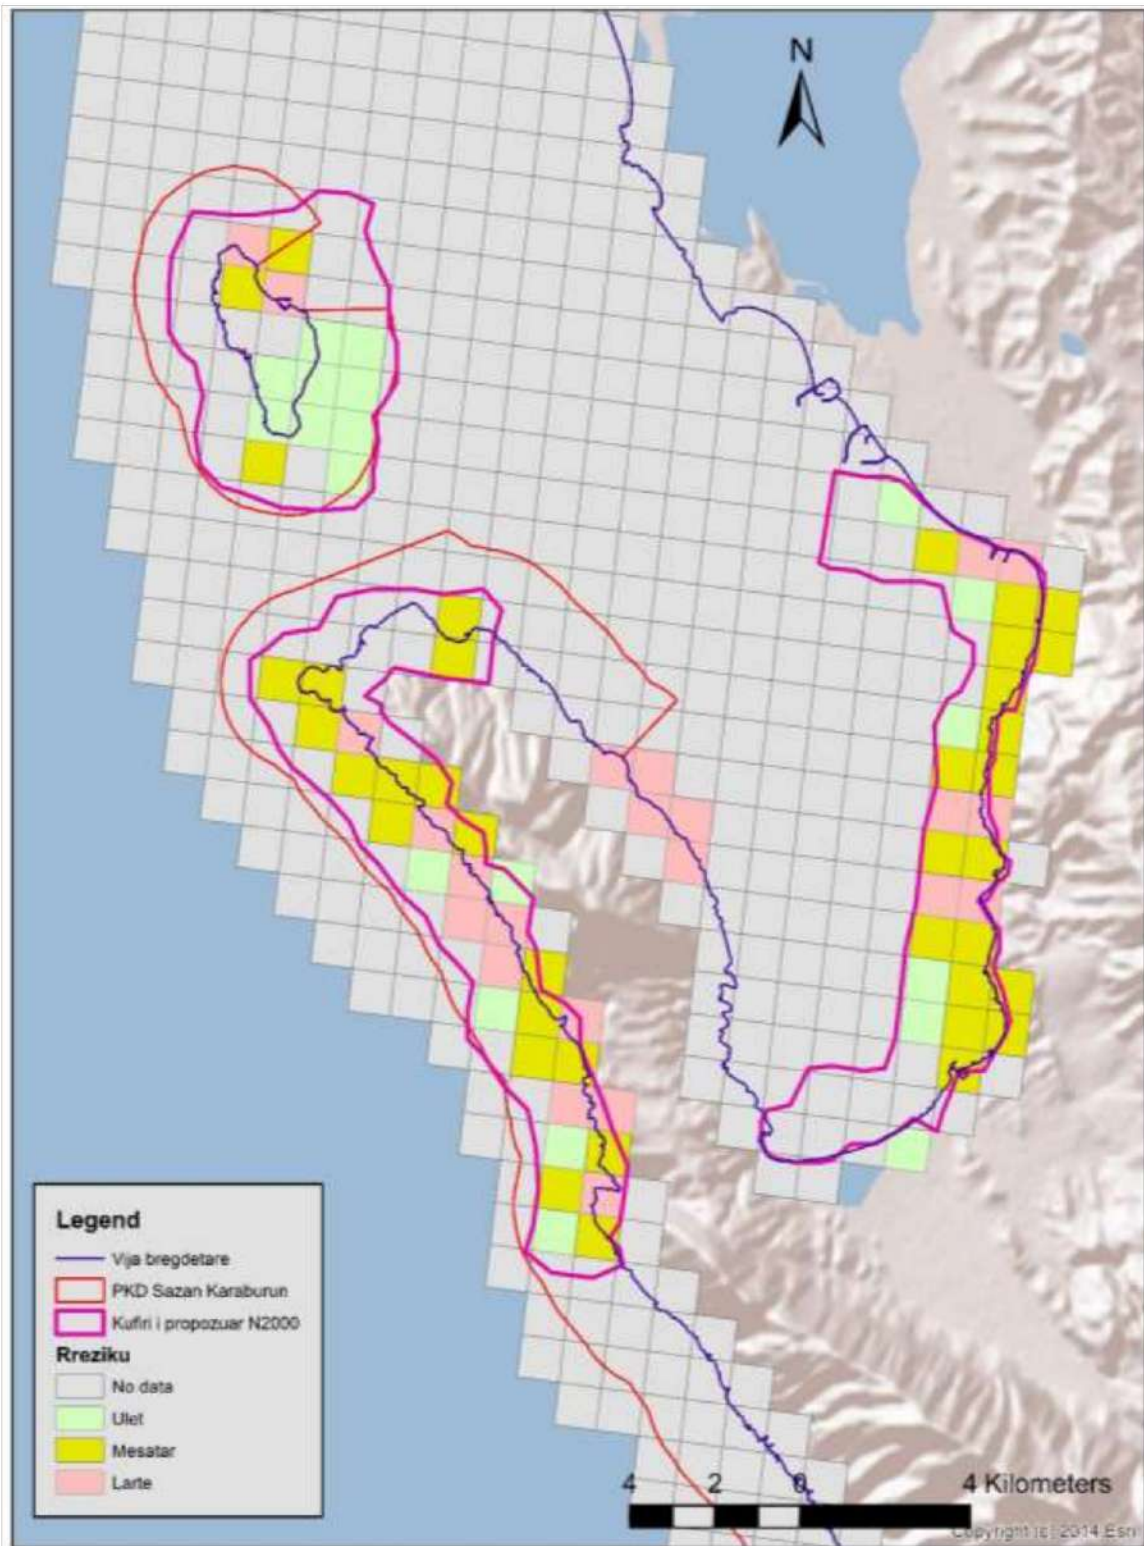 N
Legend
Vija bregdetare
PKD Sazan Karaburun
Kufiri i propozuar N2000
Rreziku
No data
Ulet
Mesatar
Larte
4 2 0 4 Kilometers
Copyright (c) 2014 Esri